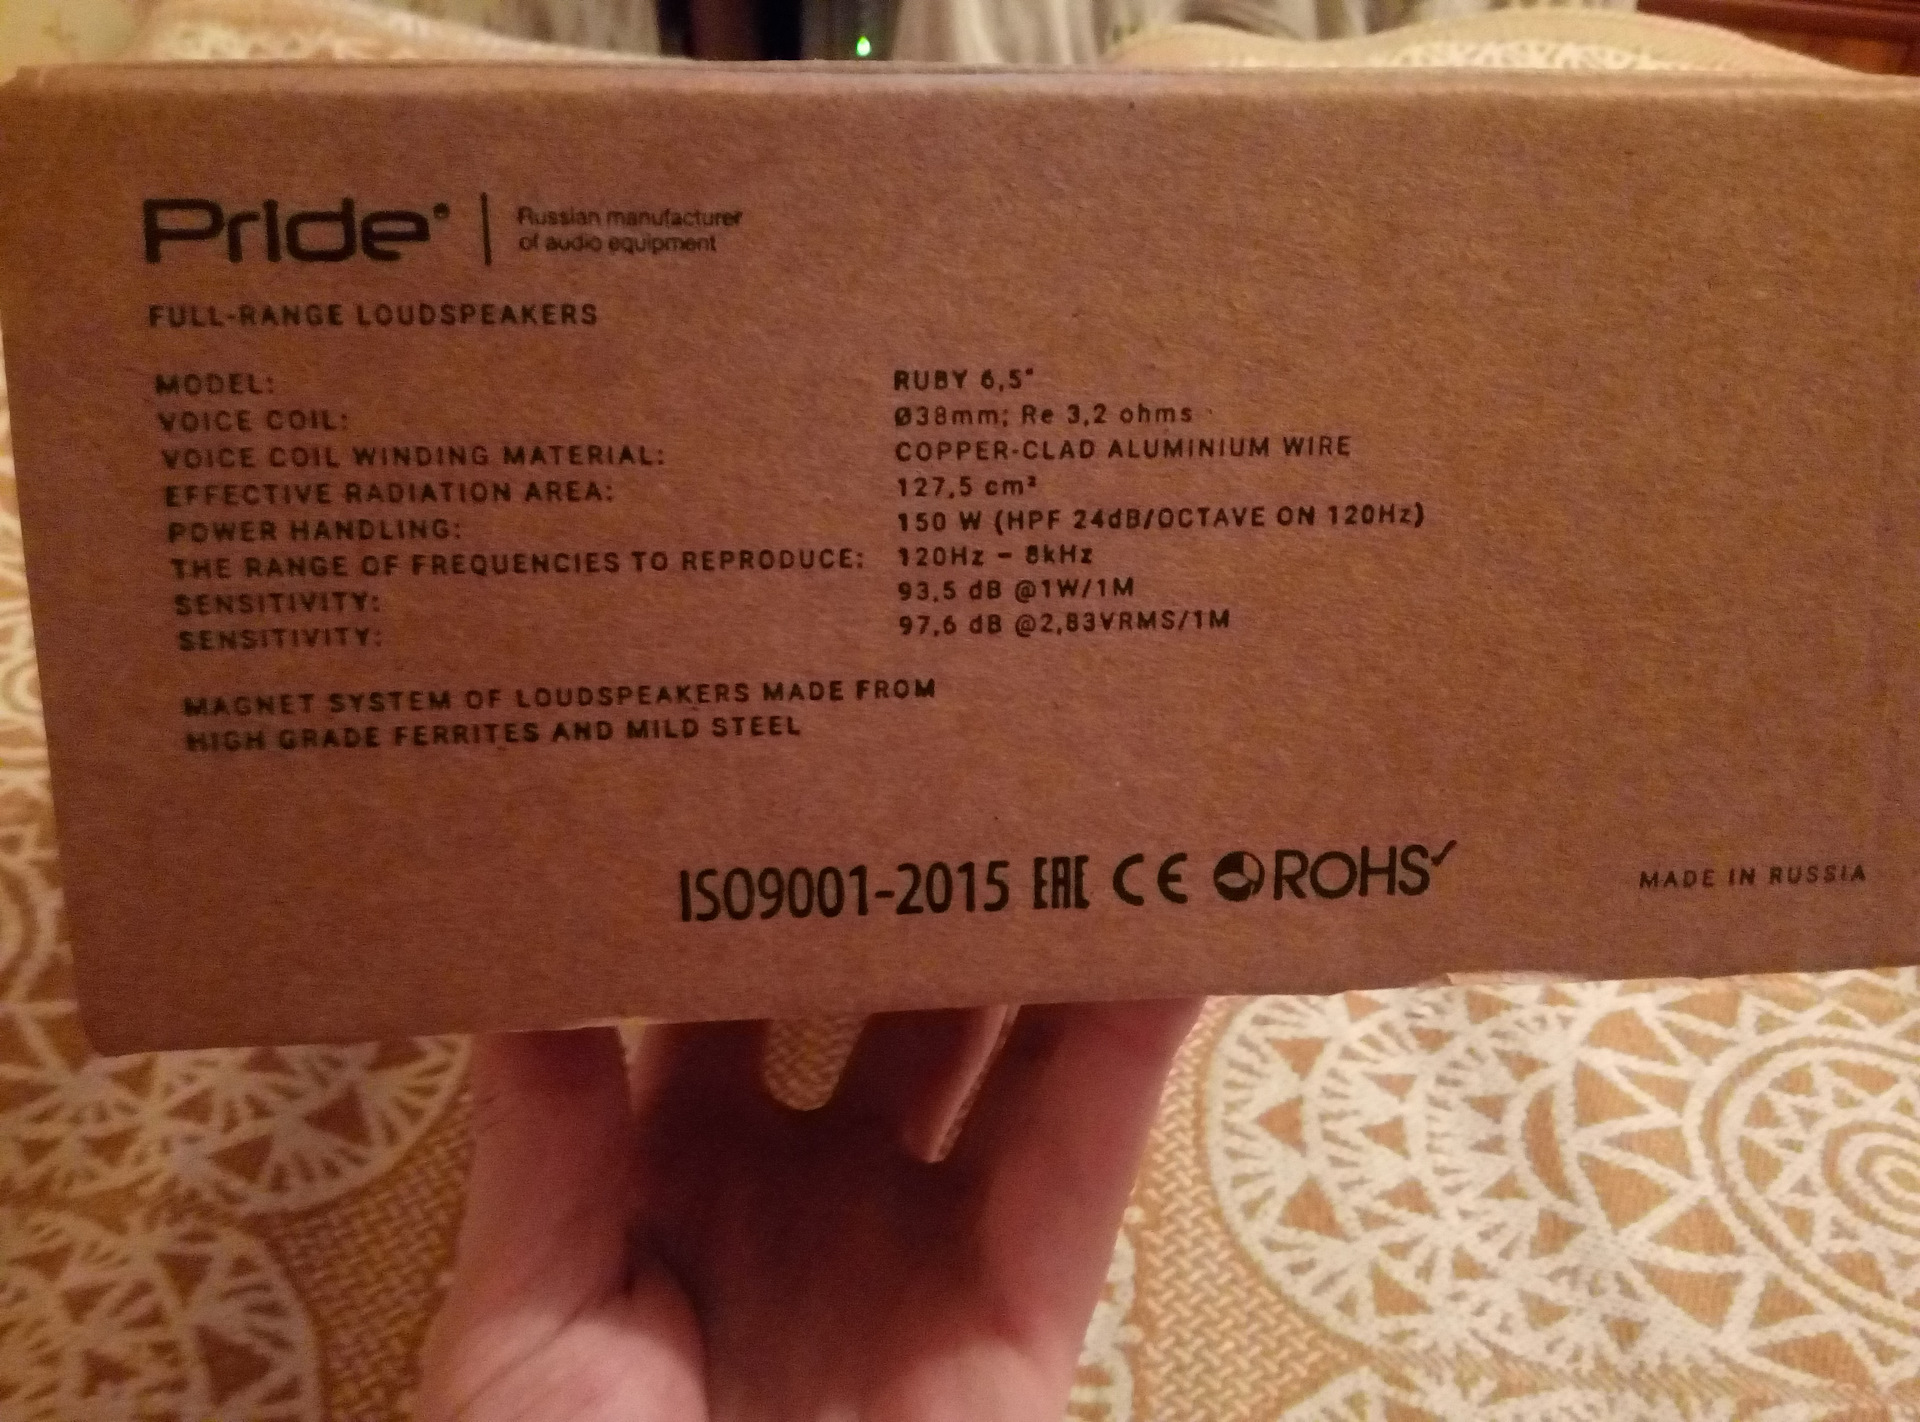 Pride
Russian manufacturer
of audio equipment
FULL-RANGE LOUDSPEAKERS
MODEL: RUBY 6,5"
VOICE COIL: Ø38mm; Re 3,2 ohms
VOICE COIL WINDING MATERIAL: COPPER-CLAD ALUMINIUM WIRE
EFFECTIVE RADIATION AREA: 127,5 cm²
POWER HANDLING: 150 W (HPF 24dB/OCTAVE ON 120Hz)
THE RANGE OF FREQUENCIES TO REPRODUCE: 120Hz – 8kHz
SENSITIVITY: 93,5 dB @1W/1M
SENSITIVITY: 97,6 dB @2,83VRMS/1M
MAGNET SYSTEM OF LOUDSPEAKERS MADE FROM
HIGH GRADE FERRITES AND MILD STEEL
ISO9001-2015 EAC CE ROHS✓
MADE IN RUSSIA